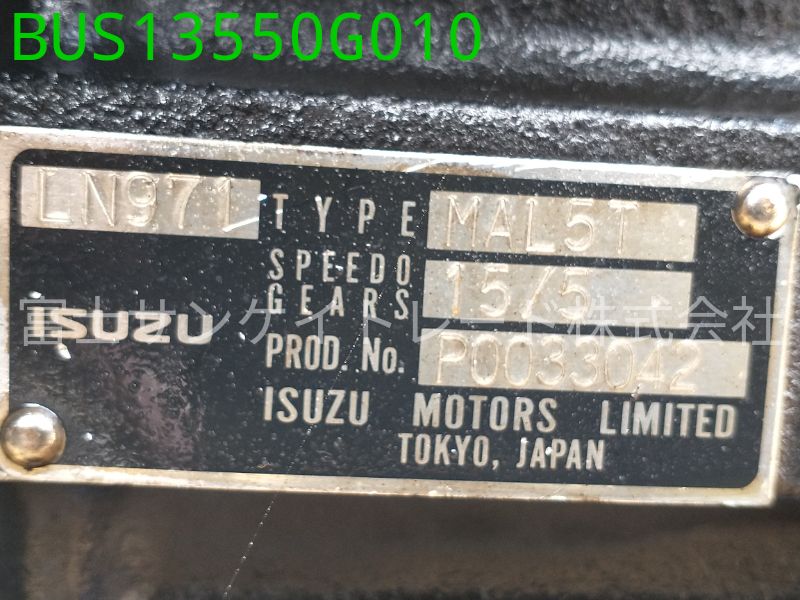 BUS13550G010
LN971 TYPE MAL5T
SPEEDO GEARS 15/5
ISUZU
富士サンケイトレード株式会社
PROD. No. P0033042
ISUZU MOTORS LIMITED
TOKYO, JAPAN